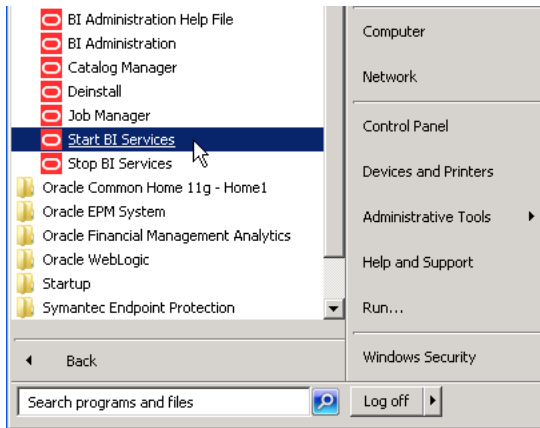 BI Administration Help File
BI Administration
Catalog Manager
Deinstall
Job Manager
Start BI Services
Stop BI Services
Oracle Common Home 11g - Home1
Oracle EPM System
Oracle Financial Management Analytics
Oracle WebLogic
Startup
Symantec Endpoint Protection
Back
Search programs and files
Computer
Network
Control Panel
Devices and Printers
Administrative Tools
Help and Support
Run...
Windows Security
Log off